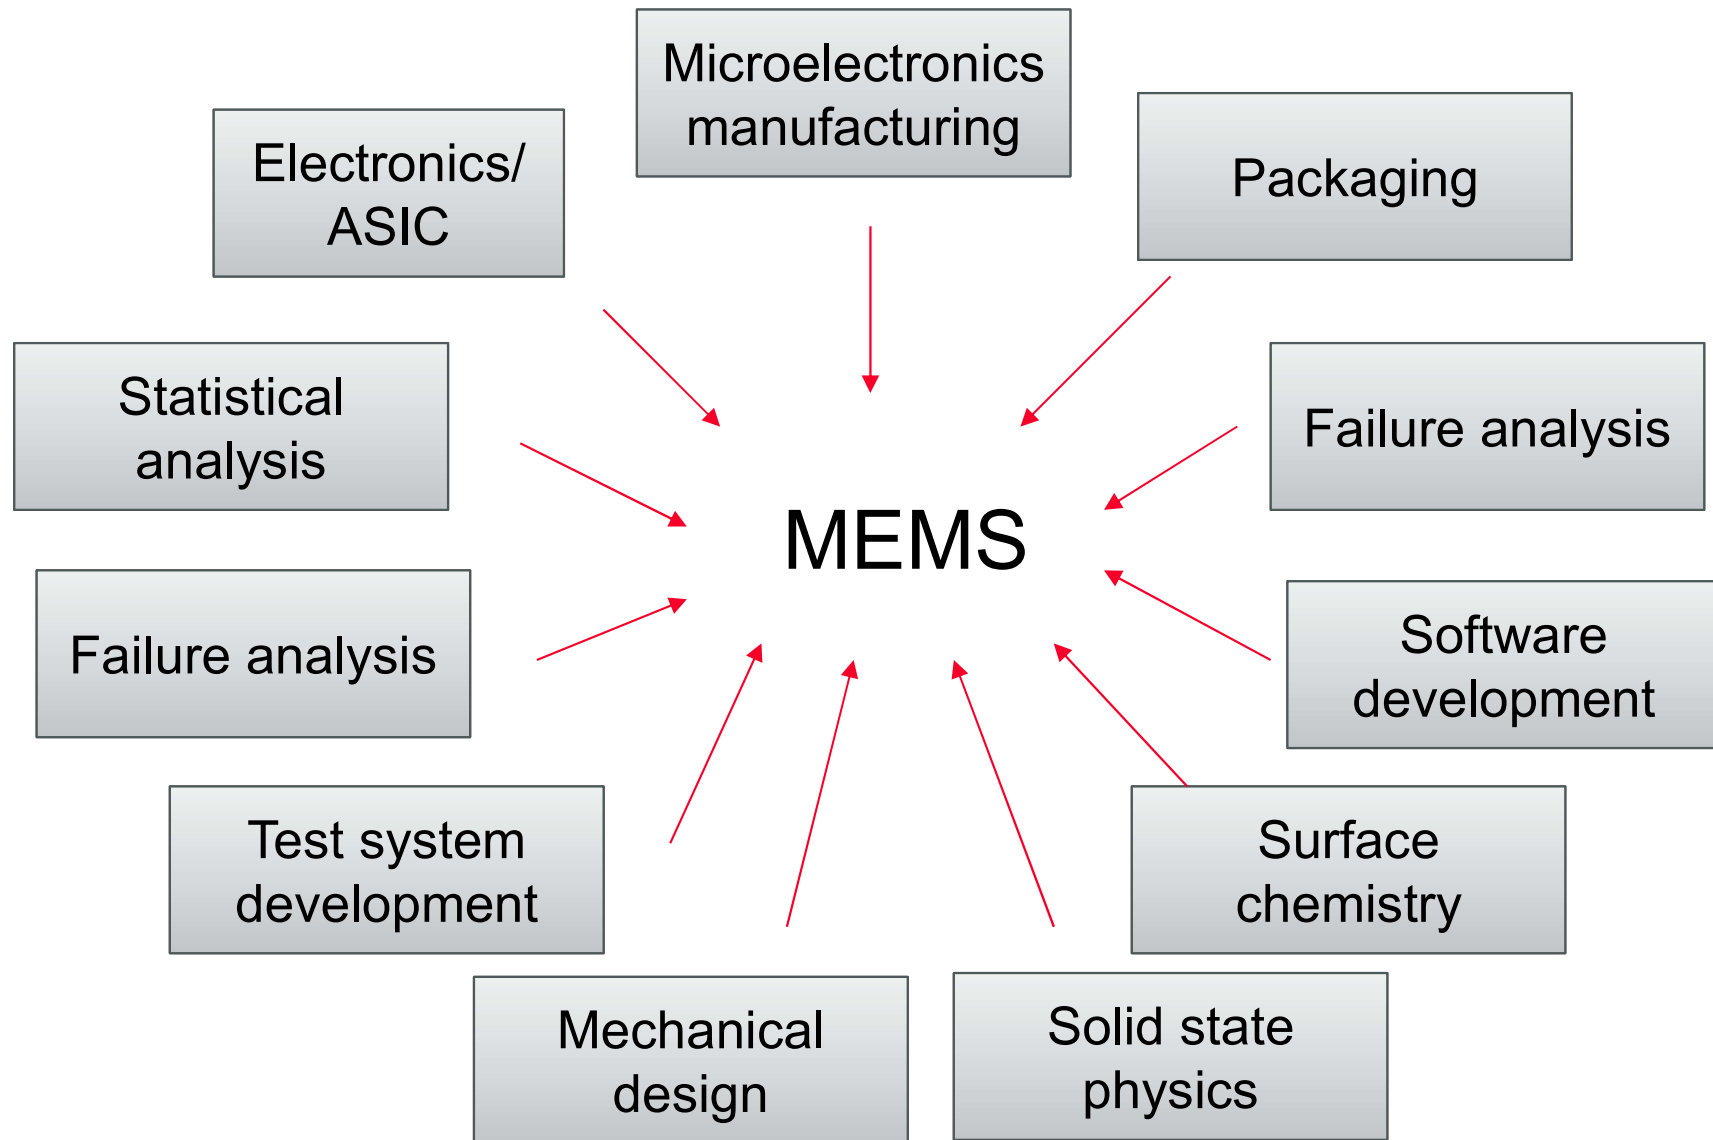 Microelectronics
manufacturing
Electronics/
ASIC
Packaging
Statistical
analysis
Failure analysis
MEMS
Failure analysis
Software
development
Test system
development
Surface
chemistry
Mechanical
design
Solid state
physics